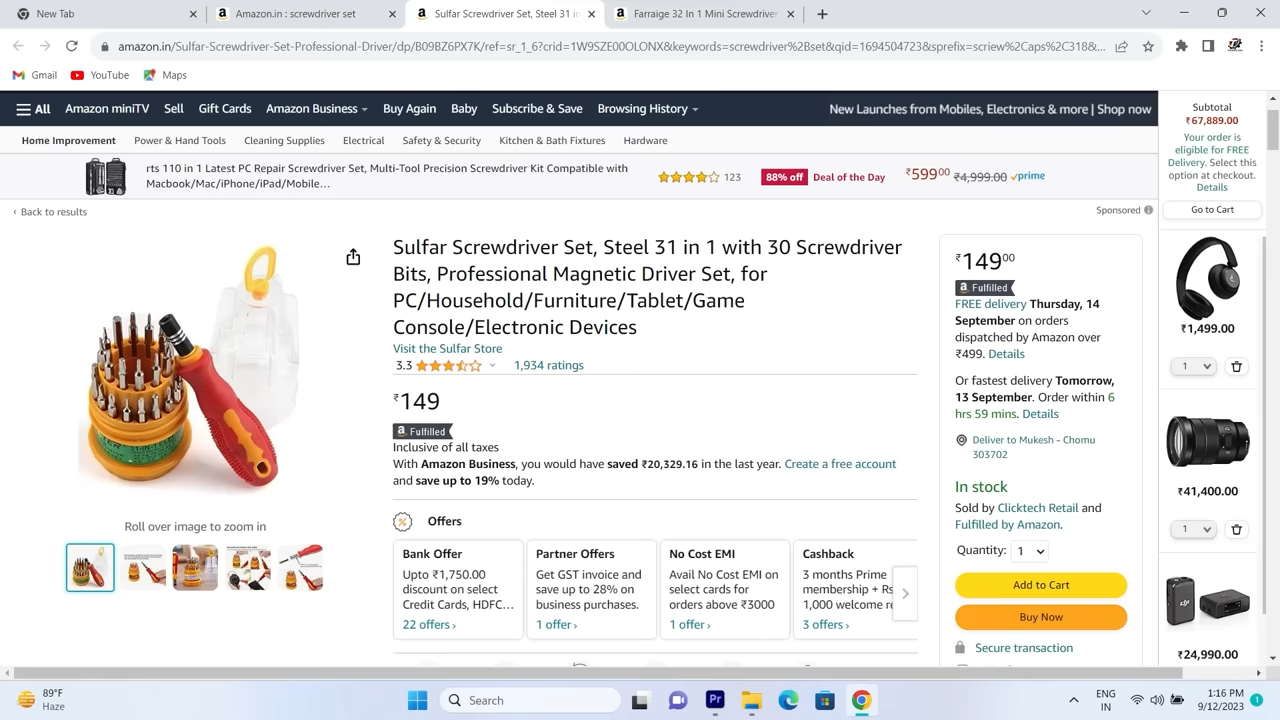 New Tab
Amazon.in : screwdriver set
Sulfar Screwdriver Set, Steel 31 in
Farraige 32 In 1 Mini Screwdriver
amazon.in/Sulfar-Screwdriver-Set-Professional-Driver/dp/B09BZ6PX7K/ref=sr_1_6?crid=1W9SZE00OLONX&keywords=screwdriver%2Bset&qid=1694504723&sprefix=scriew%2Caps%2C318&...
Gmail
YouTube
Maps
All
Amazon miniTV
Sell
Gift Cards
Amazon Business
Buy Again
Baby
Subscribe & Save
Browsing History
New Launches from Mobiles, Electronics & more | Shop now
Home Improvement
Power & Hand Tools
Cleaning Supplies
Electrical
Safety & Security
Kitchen & Bath Fixtures
Hardware
rts 110 in 1 Latest PC Repair Screwdriver Set, Multi-Tool Precision Screwdriver Kit Compatible with
Macbook/Mac/iPhone/iPad/Mobile...
123
88% off
Deal of the Day
₹599⁰⁰
₹4,999.00
prime
‹ Back to results
Sponsored
Sulfar Screwdriver Set, Steel 31 in 1 with 30 Screwdriver
Bits, Professional Magnetic Driver Set, for
PC/Household/Furniture/Tablet/Game
Console/Electronic Devices
Visit the Sulfar Store
3.3
1,934 ratings
₹149
a Fulfilled
Inclusive of all taxes
With Amazon Business, you would have saved ₹20,329.16 in the last year. Create a free account
and save up to 19% today.
Roll over image to zoom in
Offers
Bank Offer
Upto ₹1,750.00
discount on select
Credit Cards, HDFC...
22 offers ›
Partner Offers
Get GST invoice and
save up to 28% on
business purchases.
1 offer ›
No Cost EMI
Avail No Cost EMI on
select cards for
orders above ₹3000
1 offer ›
Cashback
3 months Prime
membership + Rs
1,000 welcome r
3 offers ›
₹149⁰⁰
a Fulfilled
FREE delivery Thursday, 14
September on orders
dispatched by Amazon over
₹499. Details
Or fastest delivery Tomorrow,
13 September. Order within 6
hrs 59 mins. Details
Deliver to Mukesh - Chomu
303702
In stock
Sold by Clicktech Retail and
Fulfilled by Amazon.
Quantity: 1
Add to Cart
Buy Now
Secure transaction
Subtotal
₹67,889.00
Your order is
eligible for FREE
Delivery. Select this
option at checkout.
Details
Go to Cart
₹1,499.00
1
₹41,400.00
1
₹24,990.00
89°F
Haze
Search
Pr
ENG
IN
1:16 PM
9/12/2023
1